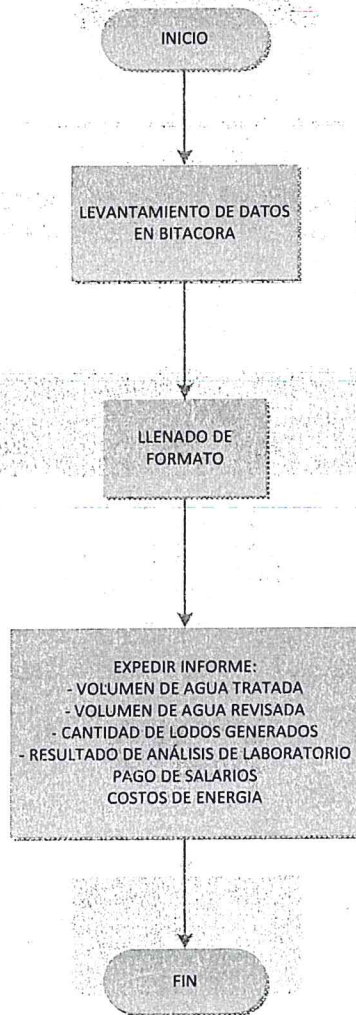 INICIO
LEVANTAMIENTO DE DATOS
EN BITACORA
LLENADO DE
FORMATO
EXPEDIR INFORME:
- VOLUMEN DE AGUA TRATADA
- VOLUMEN DE AGUA REVISADA
- CANTIDAD DE LODOS GENERADOS
- RESULTADO DE ANÁLISIS DE LABORATORIO
PAGO DE SALARIOS
COSTOS DE ENERGIA
FIN